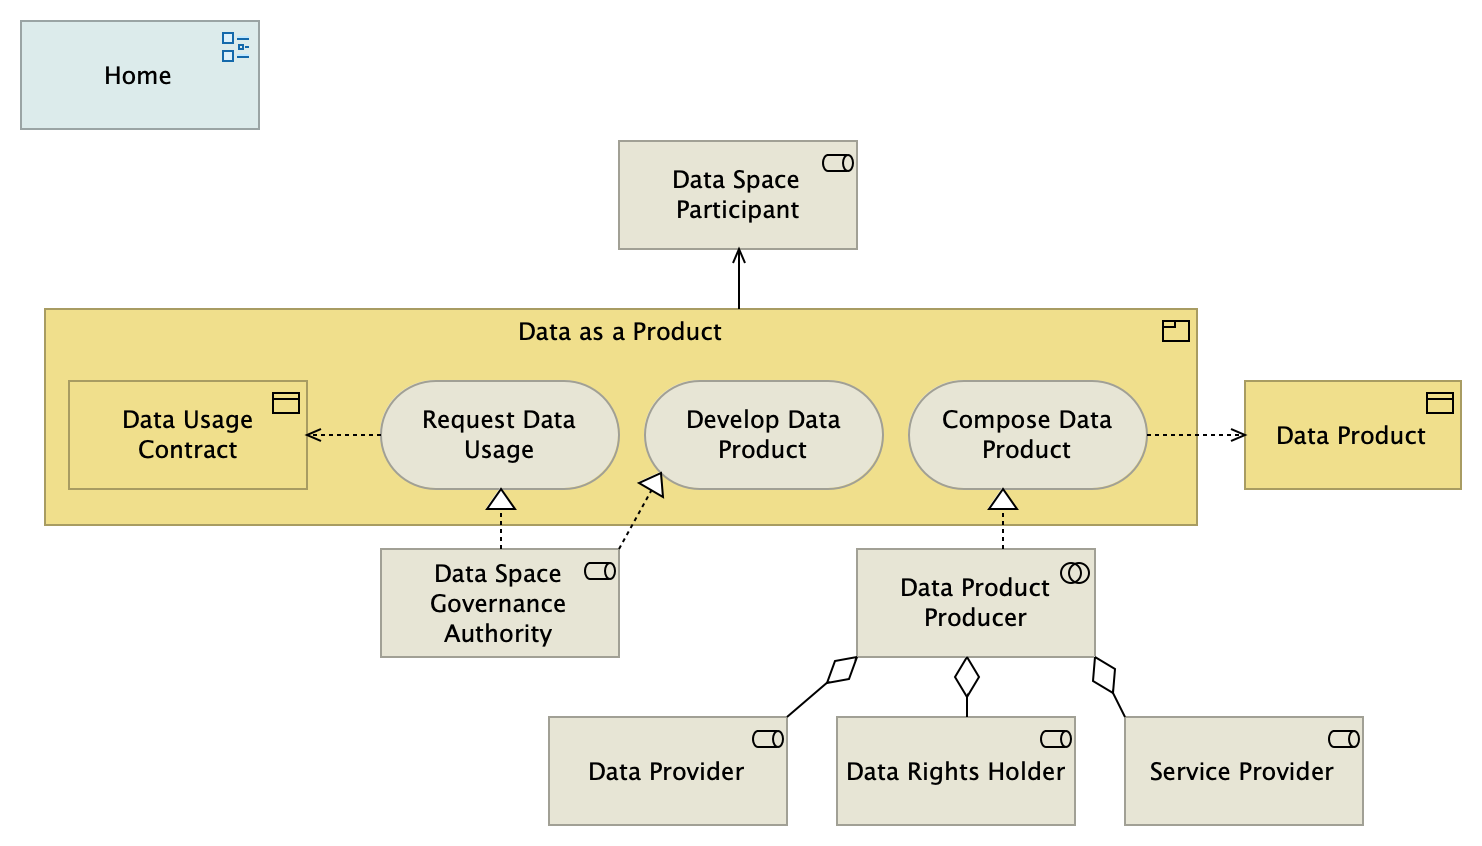 Home
Data Space
Participant
Data as a Product
Data Usage
Contract
Request Data
Usage
Develop Data
Product
Compose Data
Product
Data Product
Data Space
Governance
Authority
Data Product
Producer
Data Provider
Data Rights Holder
Service Provider